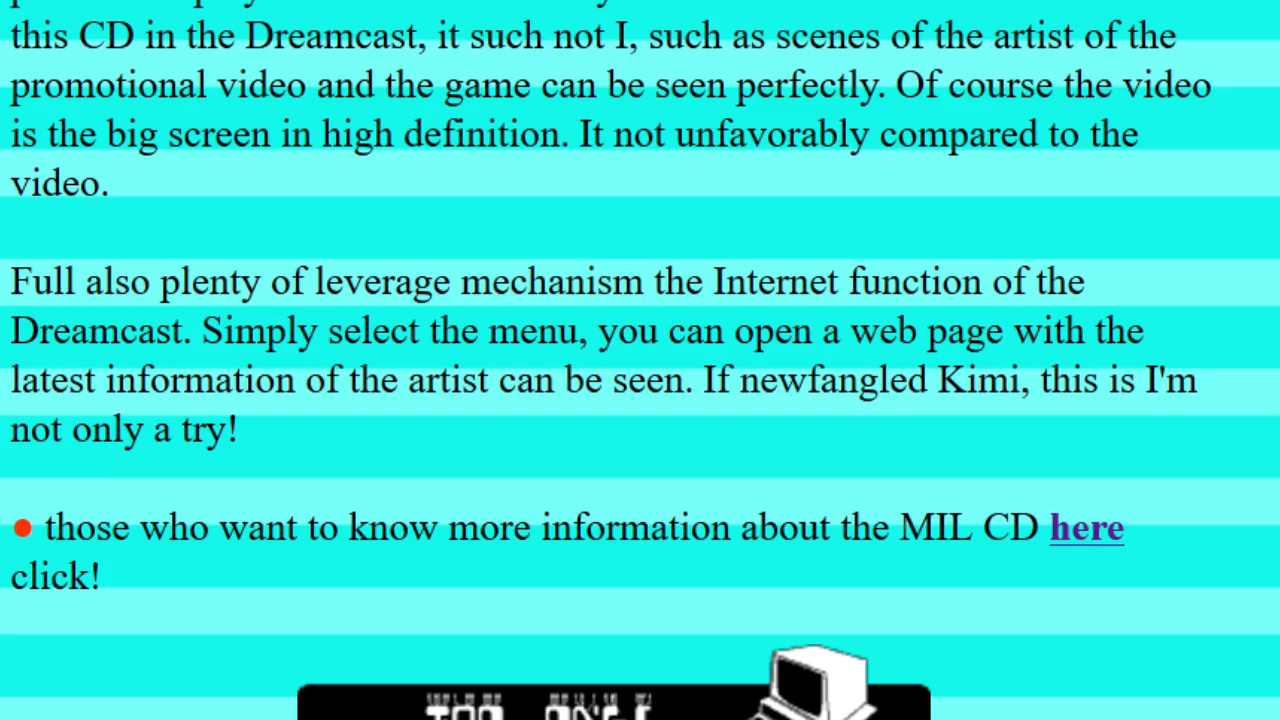 this CD in the Dreamcast, it such not I, such as scenes of the artist of the
promotional video and the game can be seen perfectly. Of course the video
is the big screen in high definition. It not unfavorably compared to the
video.
Full also plenty of leverage mechanism the Internet function of the
Dreamcast. Simply select the menu, you can open a web page with the
latest information of the artist can be seen. If newfangled Kimi, this is I'm
not only a try!
those who want to know more information about the MIL CD here
click!